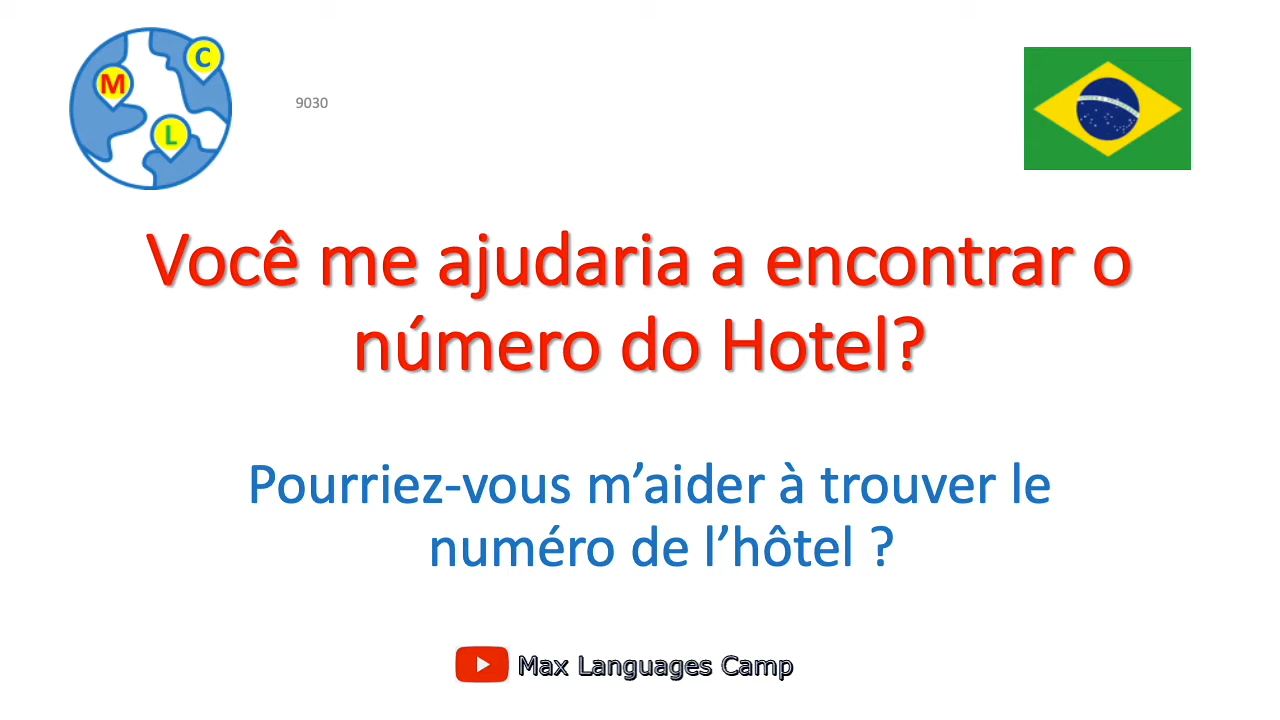 M
C
L
9030
Você me ajudaria a encontrar o
número do Hotel?
Pourriez-vous m’aider à trouver le
numéro de l’hôtel ?
Max Languages Camp